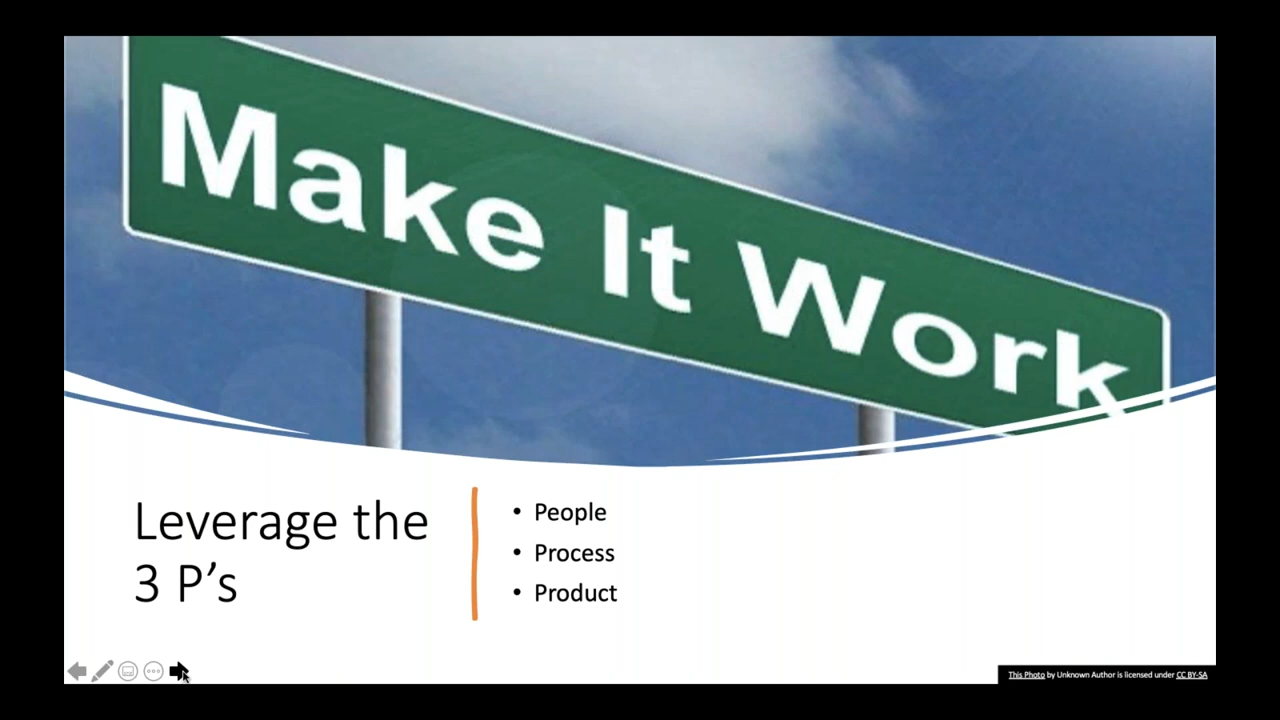 Make It Work
Leverage the
3 P’s
• People
• Process
• Product
This Photo by Unknown Author is licensed under CC BY-SA